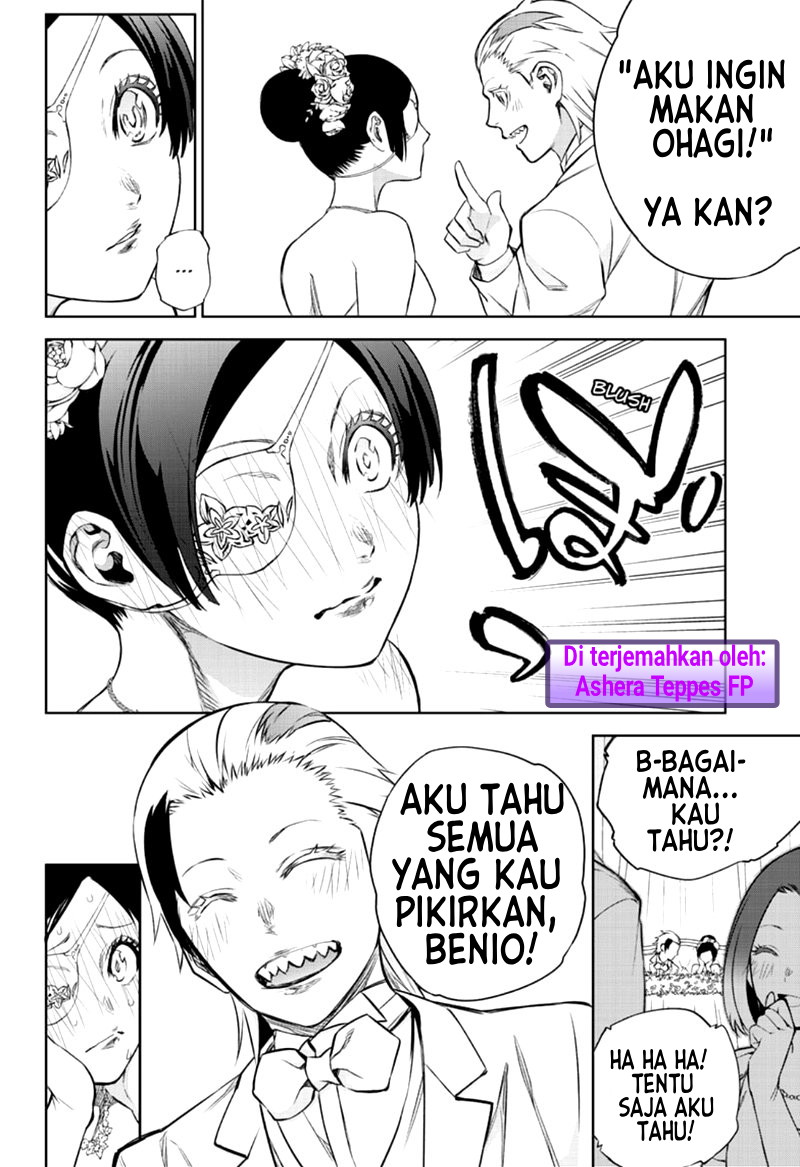 "AKU INGIN
MAKAN
OHAGI!"
YA KAN?
...
BLUSH
Di terjemahkan oleh:
Ashera Teppes FP
B-BAGAI-
MANA...
KAU
TAHU?!
AKU TAHU
SEMUA
YANG KAU
PIKIRKAN,
BENIO!
HA HA HA!
TENTU
SAJA AKU
TAHU!